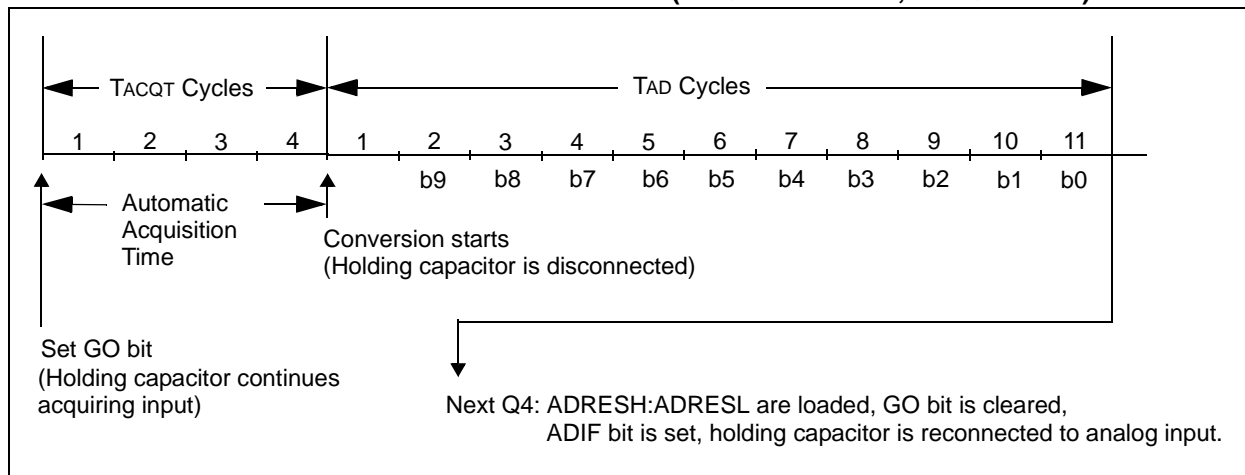 TACQT Cycles
TAD Cycles
1 2 3 4 1 2 3 4 5 6 7 8 9 10 11
b9 b8 b7 b6 b5 b4 b3 b2 b1 b0
Automatic
Acquisition
Time
Conversion starts
(Holding capacitor is disconnected)
Set GO bit
(Holding capacitor continues
acquiring input)
Next Q4: ADRESH:ADRESL are loaded, GO bit is cleared,
ADIF bit is set, holding capacitor is reconnected to analog input.